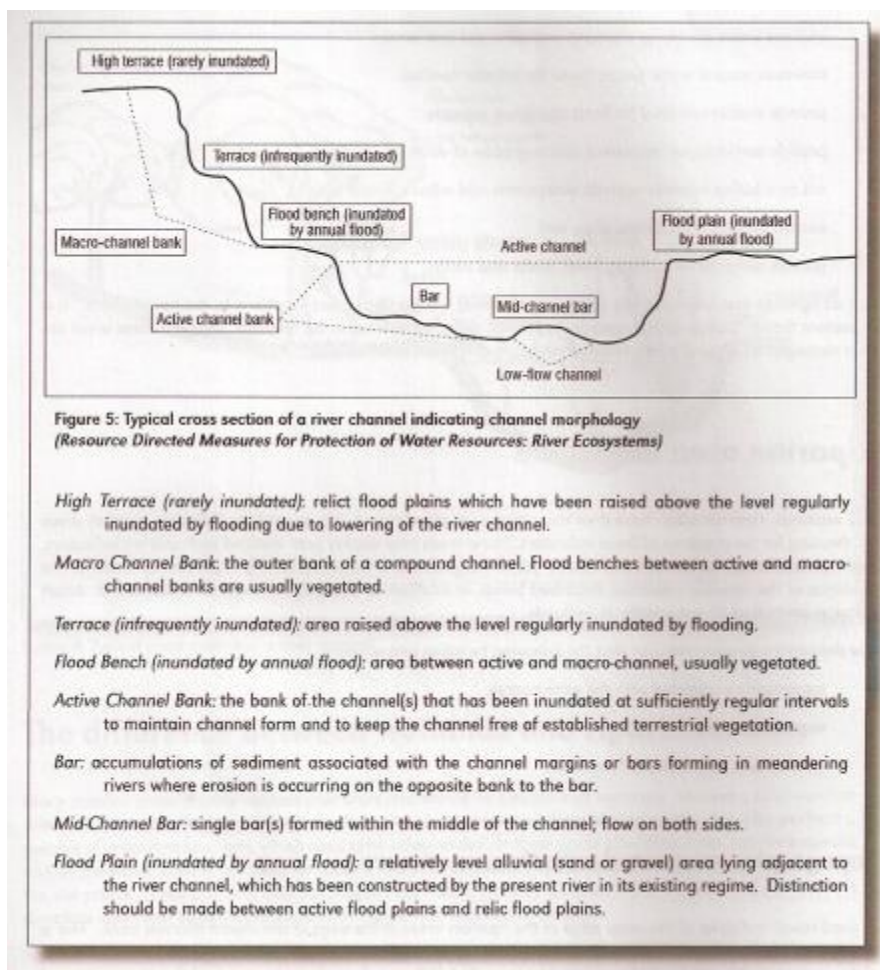 High terrace (rarely inundated)
Terrace (infrequently inundated)
Flood bench (inundated
by annual flood)
Flood plain (inundated
by annual flood)
Macro-channel bank
Active channel
Bar
Mid-channel bar
Active channel bank
Low-flow channel
Figure 5: Typical cross section of a river channel indicating channel morphology
(Resource Directed Measures for Protection of Water Resources: River Ecosystems)
High Terrace (rarely inundated): relict flood plains which have been raised above the level regularly
inundated by flooding due to lowering of the river channel.
Macro Channel Bank: the outer bank of a compound channel. Flood benches between active and macro-
channel banks are usually vegetated.
Terrace (infrequently inundated): area raised above the level regularly inundated by flooding.
Flood Bench (inundated by annual flood): area between active and macro-channel, usually vegetated.
Active Channel Bank: the bank of the channel(s) that has been inundated at sufficiently regular intervals
to maintain channel form and to keep the channel free of established terrestrial vegetation.
Bar: accumulations of sediment associated with the channel margins or bars forming in meandering
rivers where erosion is occurring on the opposite bank to the bar.
Mid-Channel Bar: single bar(s) formed within the middle of the channel; flow on both sides.
Flood Plain (inundated by annual flood): a relatively level alluvial (sand or gravel) area lying adjacent to
the river channel, which has been constructed by the present river in its existing regime. Distinction
should be made between active flood plains and relic flood plains.